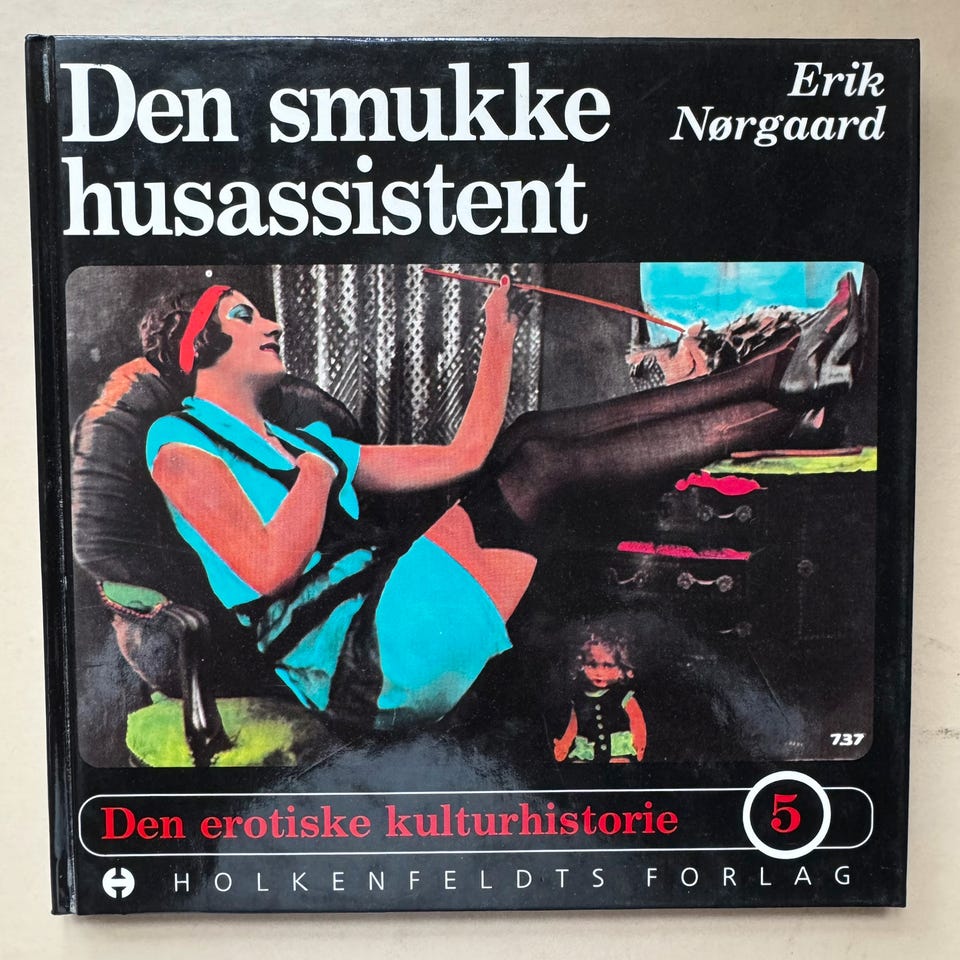 Den smukke
husassistent
Erik
Nørgaard
737
Den erotiske kulturhistorie 5
HOLKENFELDTS FORLAG